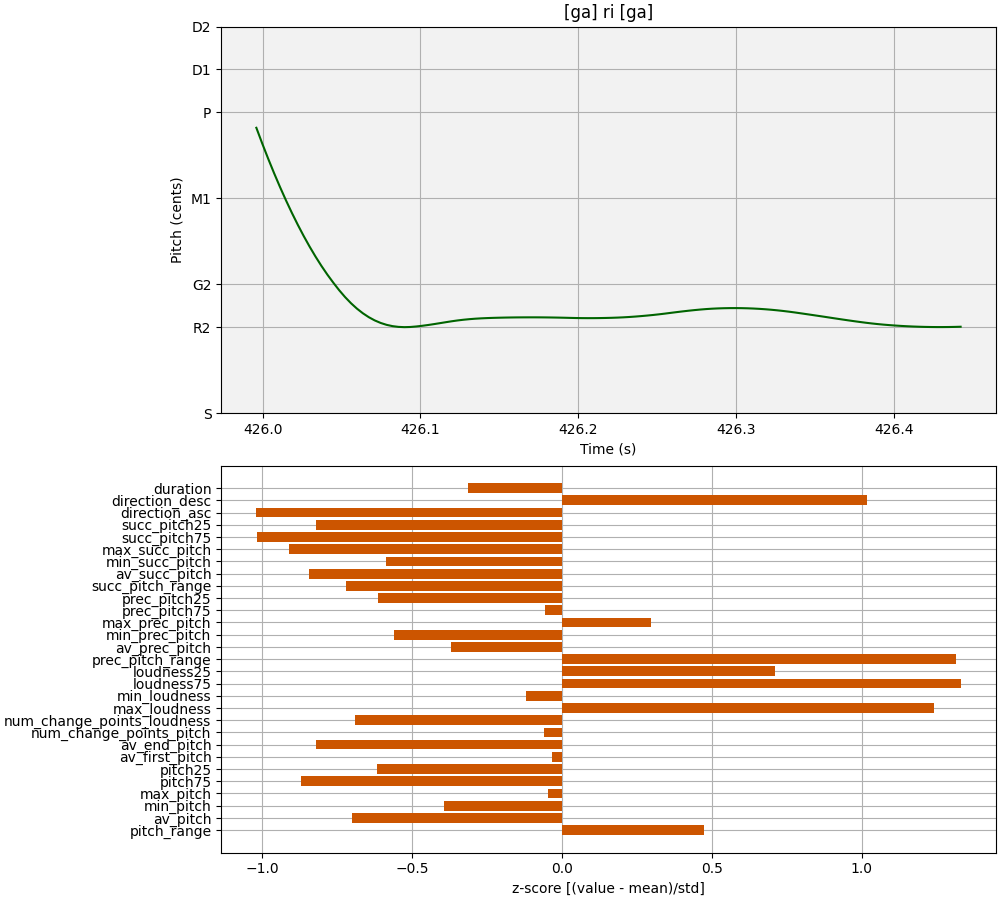 [ga] ri [ga]
D2
D1
P
M1
G2
R2
S
Pitch (cents)
426.0 426.1 426.2 426.3 426.4
Time (s)
duration
direction_desc
direction_asc
succ_pitch25
succ_pitch75
max_succ_pitch
min_succ_pitch
av_succ_pitch
succ_pitch_range
prec_pitch25
prec_pitch75
max_prec_pitch
min_prec_pitch
av_prec_pitch
prec_pitch_range
loudness25
loudness75
min_loudness
max_loudness
num_change_points_loudness
num_change_points_pitch
av_end_pitch
av_first_pitch
pitch25
pitch75
max_pitch
min_pitch
av_pitch
pitch_range
−1.0 −0.5 0.0 0.5 1.0
z-score [(value - mean)/std]